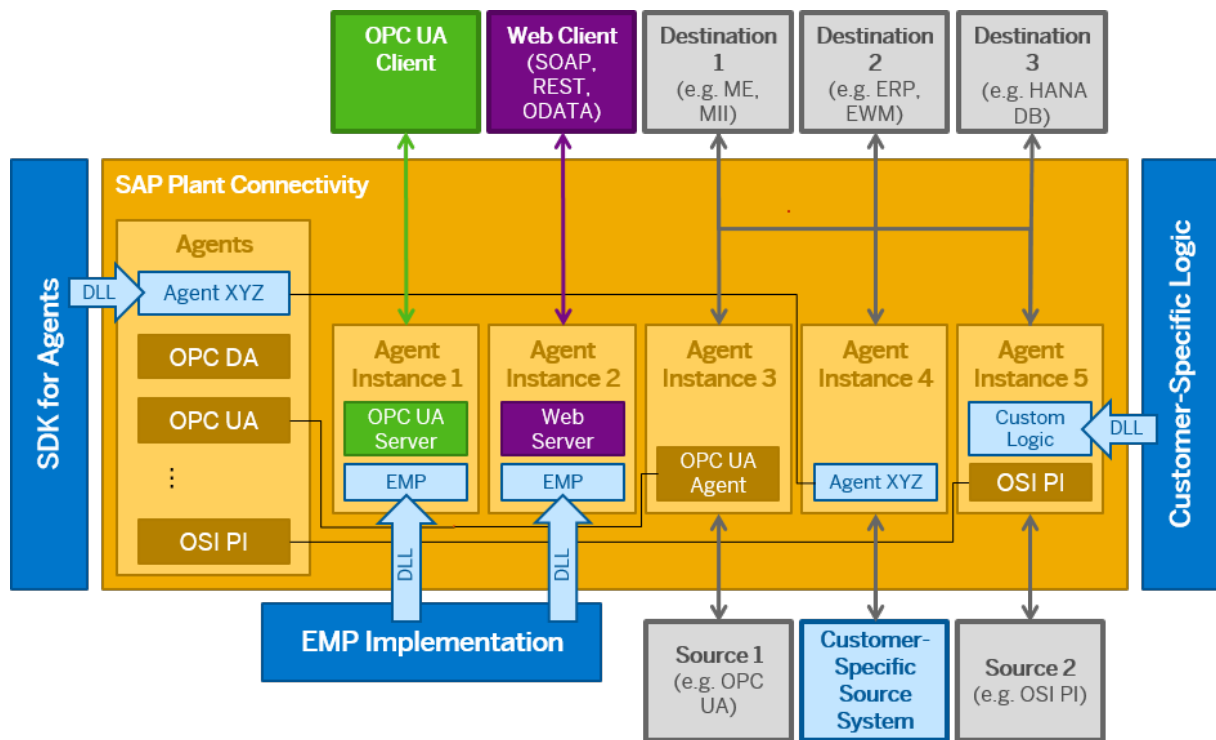 OPC UA
Client
Web Client
(SOAP,
REST,
ODATA)
Destination
1
(e.g. ME,
MII)
Destination
2
(e.g. ERP,
EWM)
Destination
3
(e.g. HANA
DB)
SDK for Agents
SAP Plant Connectivity
Customer-Specific Logic
Agents
DLL
Agent XYZ
OPC DA
OPC UA
⋮
OSI PI
Agent
Instance 1
OPC UA
Server
EMP
Agent
Instance 2
Web
Server
EMP
Agent
Instance 3
OPC UA
Agent
Agent
Instance 4
Agent XYZ
Agent
Instance 5
Custom
Logic
OSI PI
DLL
DLL
DLL
EMP Implementation
Source 1
(e.g. OPC
UA)
Customer-
Specific
Source
System
Source 2
(e.g. OSI PI)